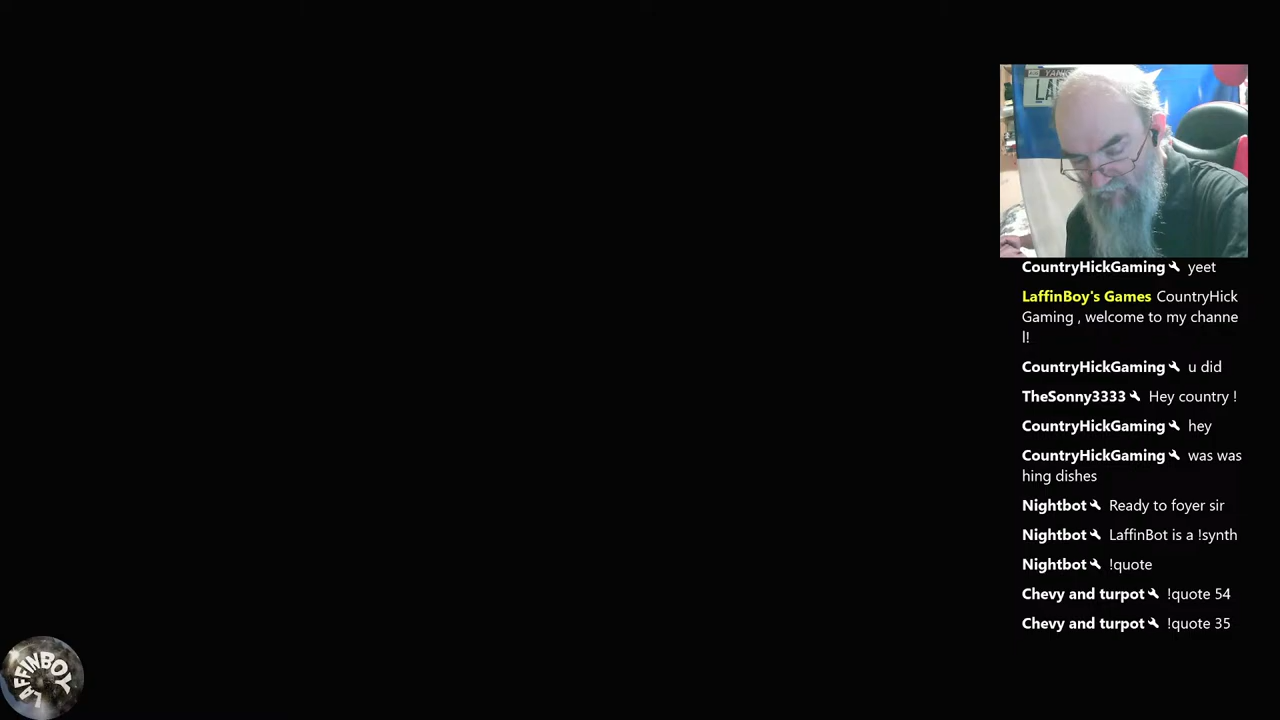 LA
CountryHickGaming yeet
LaffinBoy's Games CountryHick
Gaming , welcome to my channe
l!
CountryHickGaming u did
TheSonny3333 Hey country !
CountryHickGaming hey
CountryHickGaming was was
hing dishes
Nightbot Ready to foyer sir
Nightbot LaffinBot is a !synth
Nightbot !quote
Chevy and turpot !quote 54
Chevy and turpot !quote 35
LAFFINBOY